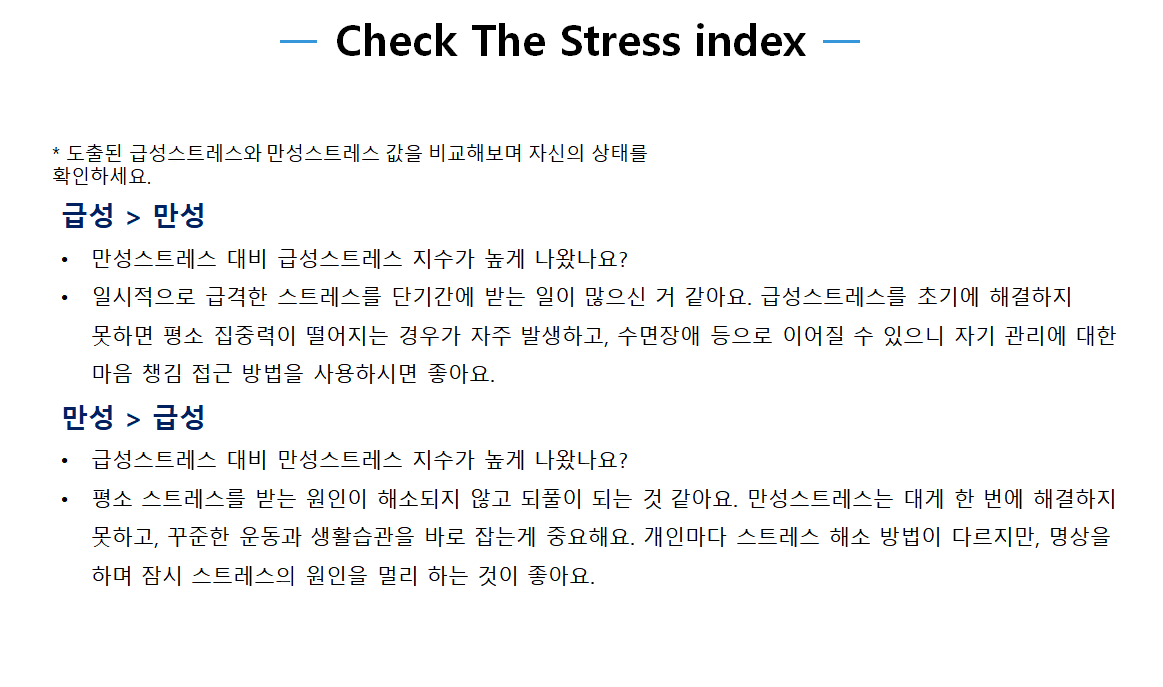 Check The Stress index
* 도출된 급성스트레스와 만성스트레스 값을 비교해보며 자신의 상태를
확인하세요.
급성 > 만성
• 만성스트레스 대비 급성스트레스 지수가 높게 나왔나요?
• 일시적으로 급격한 스트레스를 단기간에 받는 일이 많으신 거 같아요. 급성스트레스를 초기에 해결하지
못하면 평소 집중력이 떨어지는 경우가 자주 발생하고, 수면장애 등으로 이어질 수 있으니 자기 관리에 대한
마음 챙김 접근 방법을 사용하시면 좋아요.
만성 > 급성
• 급성스트레스 대비 만성스트레스 지수가 높게 나왔나요?
• 평소 스트레스를 받는 원인이 해소되지 않고 되풀이 되는 것 같아요. 만성스트레스는 대게 한 번에 해결하지
못하고, 꾸준한 운동과 생활습관을 바로 잡는게 중요해요. 개인마다 스트레스 해소 방법이 다르지만, 명상을
하며 잠시 스트레스의 원인을 멀리 하는 것이 좋아요.